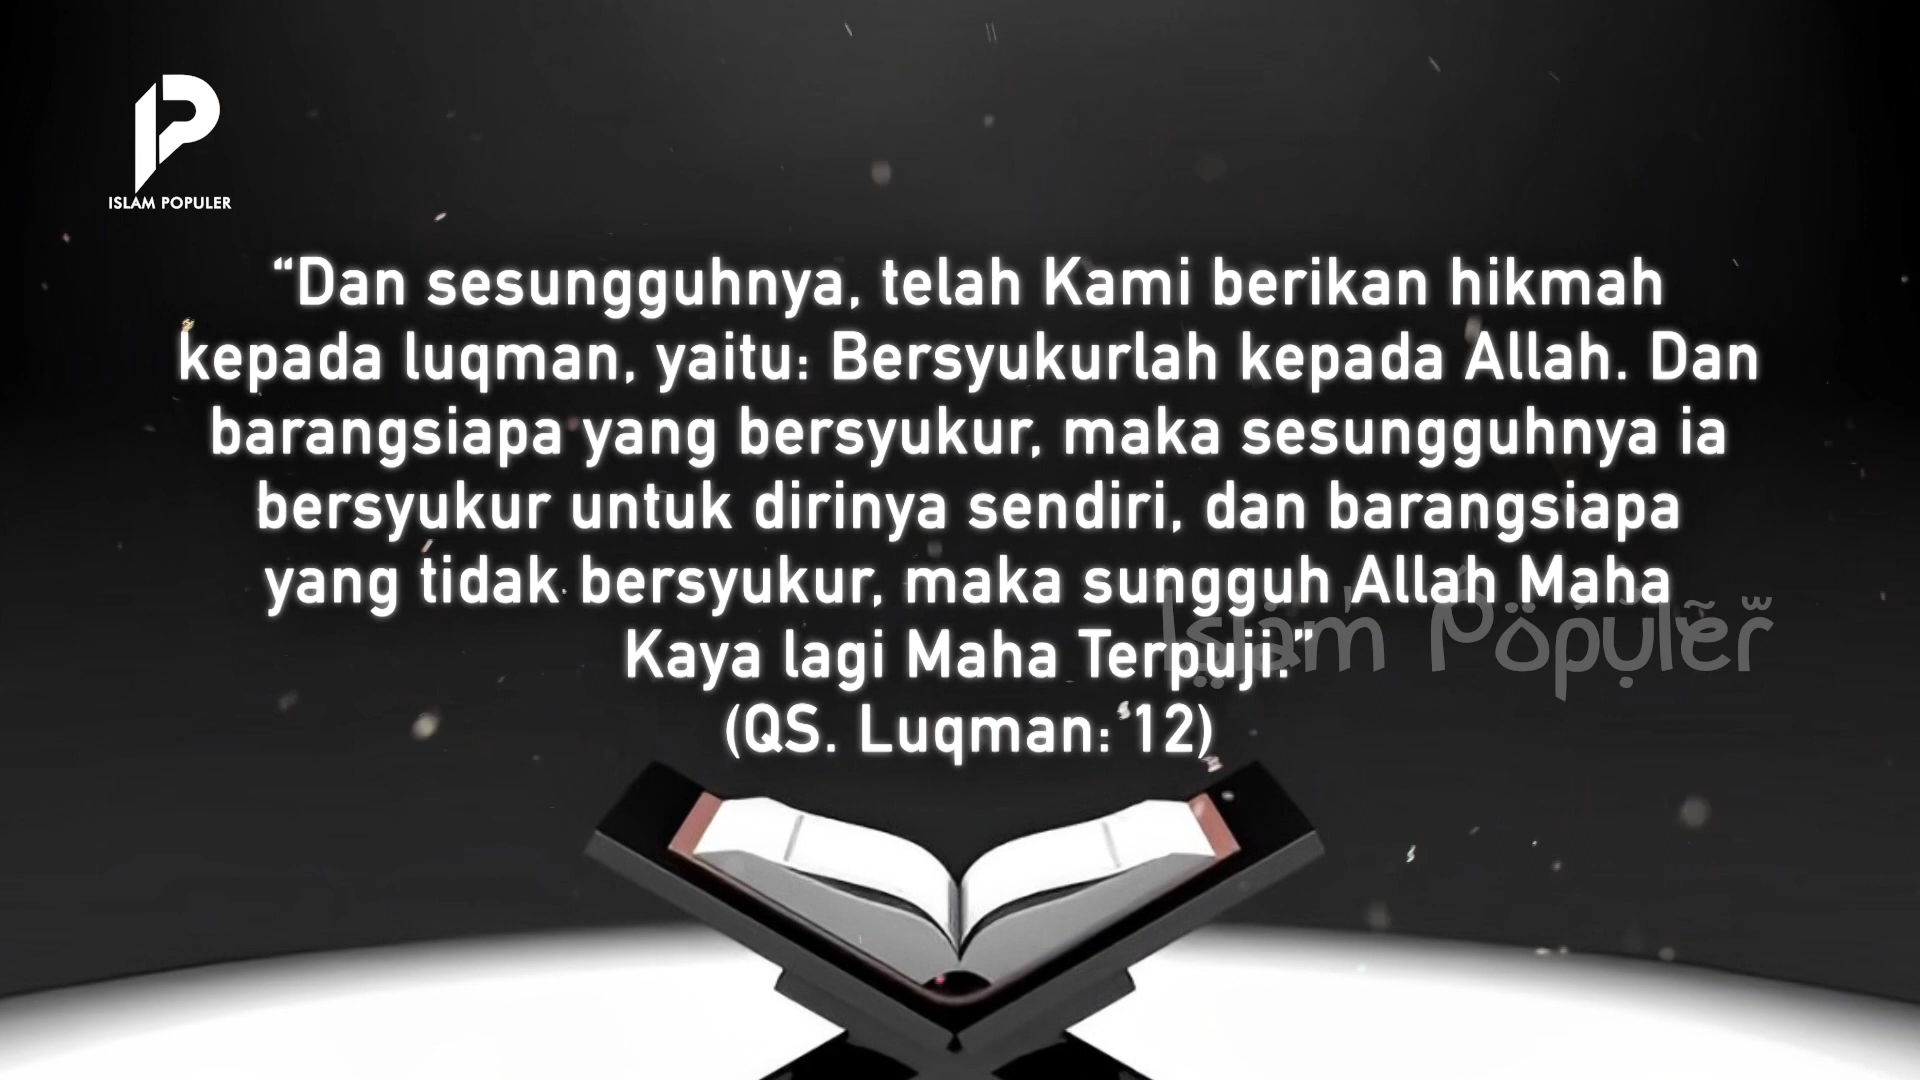 ISLAM POPULER
“Dan sesungguhnya, telah Kami berikan hikmah
kepada luqman, yaitu: Bersyukurlah kepada Allah. Dan
barangsiapa yang bersyukur, maka sesungguhnya ia
bersyukur untuk dirinya sendiri, dan barangsiapa
yang tidak bersyukur, maka sungguh Allah Maha
Kaya lagi Maha Terpuji.”
(QS. Luqman: 12)
Islam Populer